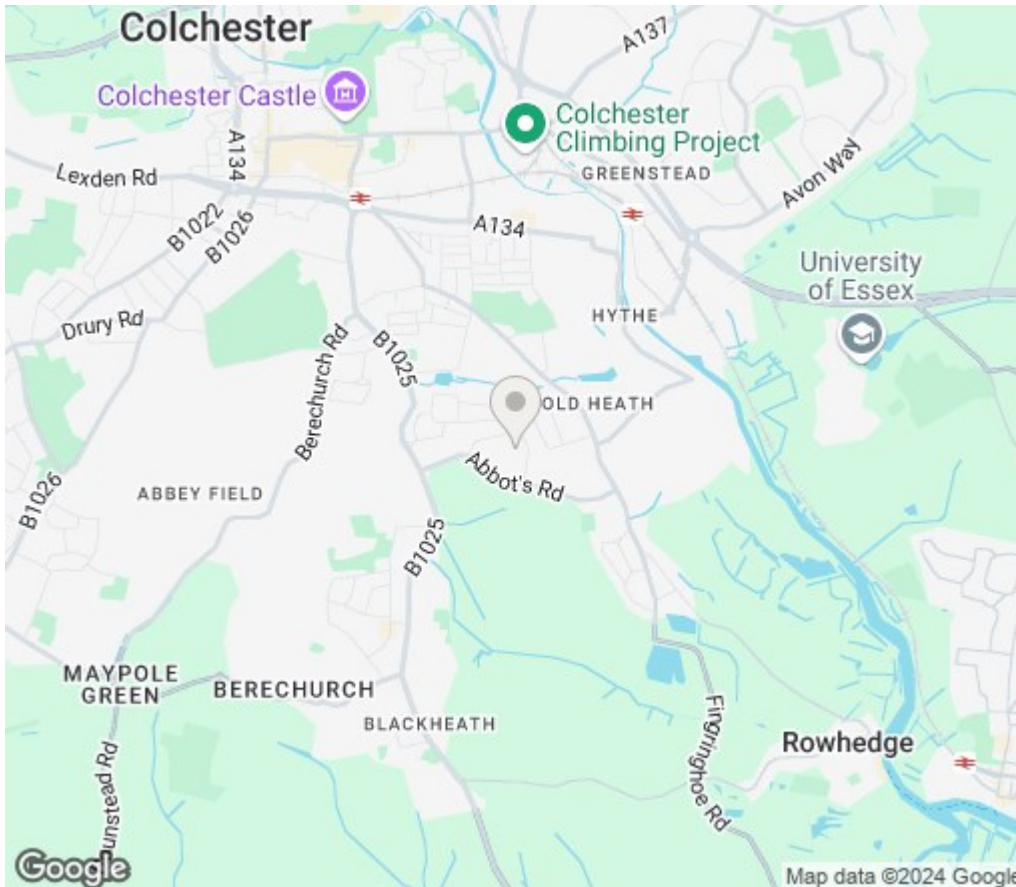 Colchester
A137
Colchester Castle
Colchester
Climbing Project
A134
GREENSTEAD
Lexden Rd
Avon Way
B1022
B1026
A134
University
of Essex
HYTHE
Drury Rd
Berechurch Rd
B1025
OLD HEATH
Abbot's Rd
B1026
ABBEY FIELD
B1025
MAYPOLE
GREEN
BERECHURCH
BLACKHEATH
Fingringhoe Rd
Rowhedge
ounstead Rd
Google
Map data ©2024 Google